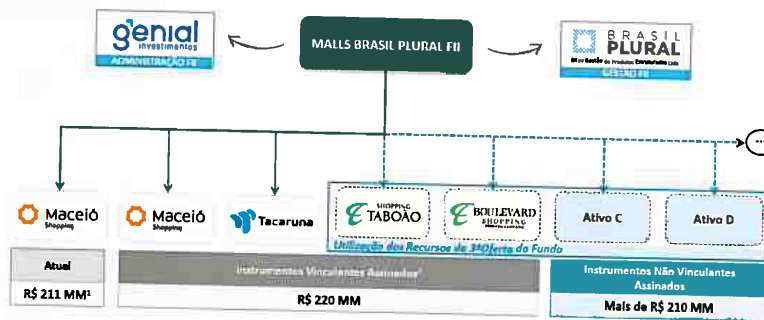 genial
investimentos
ADMINISTRAÇÃO FII
MALLS BRASIL PLURAL FII
BRASIL
PLURAL
GESTÃO FII
...
Maceió
Shopping
Maceió
Shopping
Tacaruna
SHOPPING
TABOÃO
BOULEVARD
SHOPPING
Ativo C
Ativo D
Utilização dos Recursos da 3ª Oferta do Fundo
Atual
R$ 211 MM¹
Instrumentos Vinculantes Assinados
R$ 220 MM
Instrumentos Não Vinculantes
Assinados
Mais de R$ 210 MM